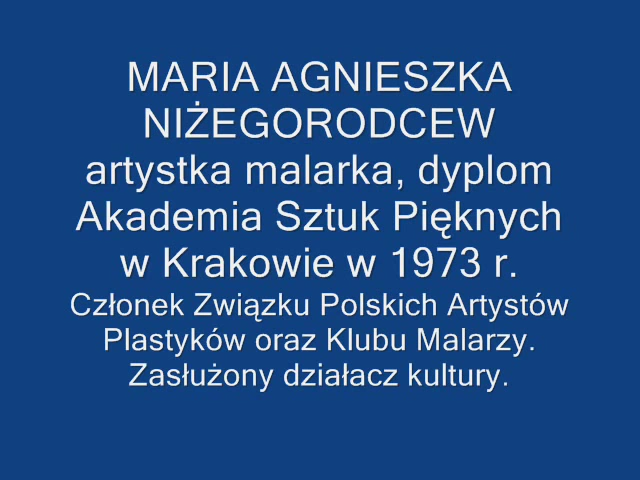 MARIA AGNIESZKA
NIŻEGORODCEW
artystka malarka, dyplom
Akademia Sztuk Pięknych
w Krakowie w 1973 r.
Członek Związku Polskich Artystów
Plastyków oraz Klubu Malarzy.
Zasłużony działacz kultury.